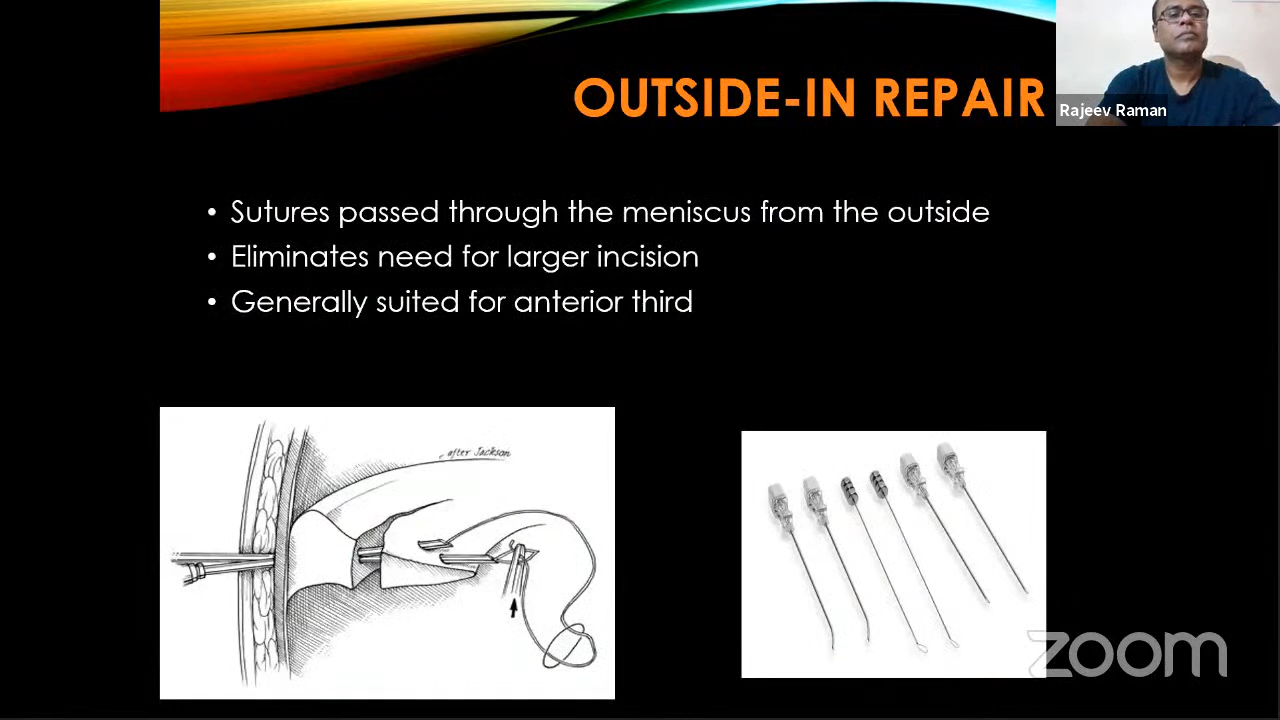 OUTSIDE-IN REPAIR
Rajeev Raman
• Sutures passed through the meniscus from the outside
• Eliminates need for larger incision
• Generally suited for anterior third
after Jackson
zoom